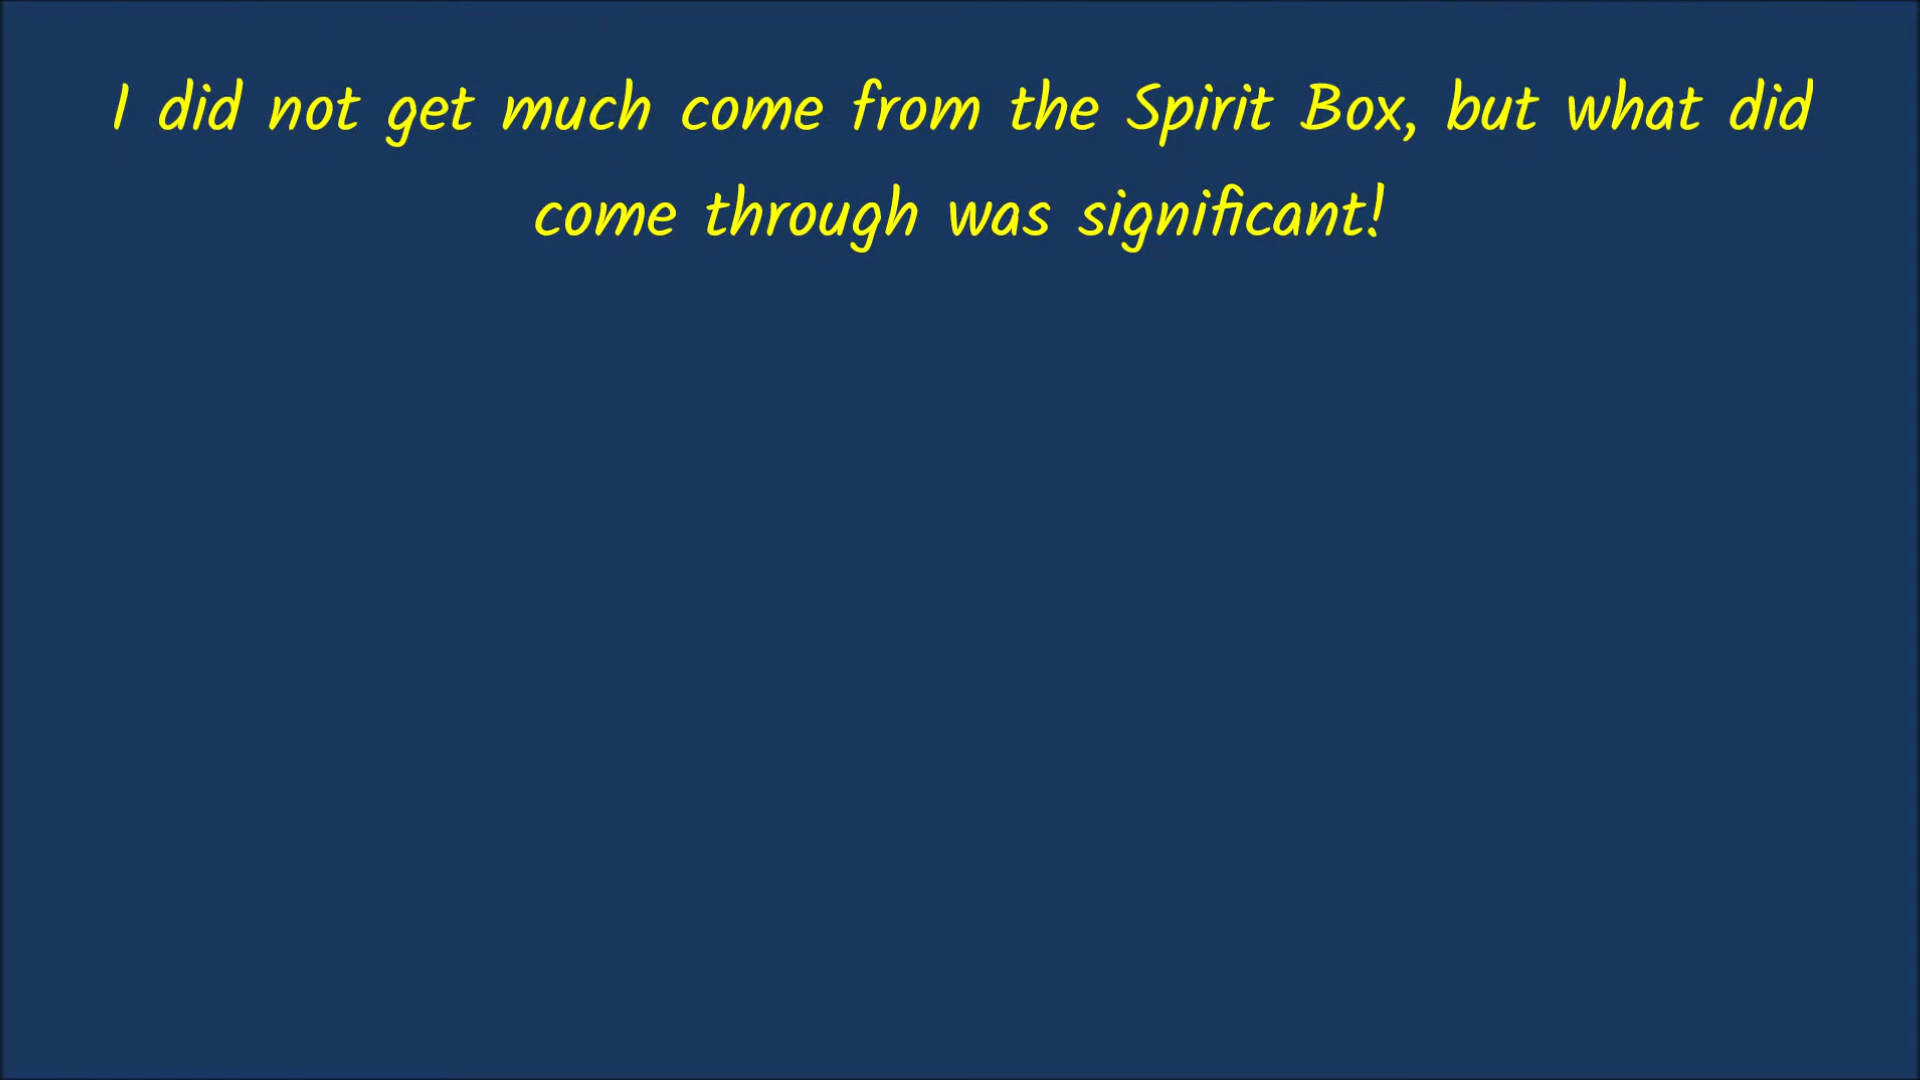 I did not get much come from the Spirit Box, but what did
come through was significant!